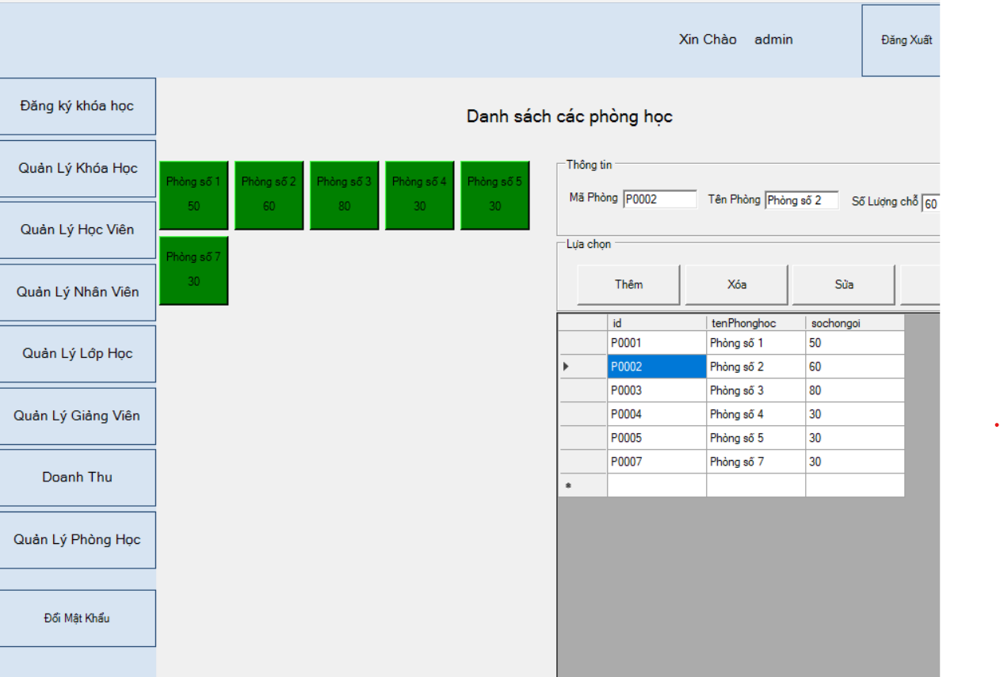 Xin Chào admin
Đăng Xuất
Đăng ký khóa học
Quản Lý Khóa Học
Quản Lý Học Viên
Quản Lý Nhân Viên
Quản Lý Lớp Học
Quản Lý Giảng Viên
Doanh Thu
Quản Lý Phòng Học
Đổi Mật Khẩu
Danh sách các phòng học
Phòng số 1
50
Phòng số 2
60
Phòng số 3
80
Phòng số 4
30
Phòng số 5
30
Phòng số 7
30
Thông tin
Mã Phòng P0002 Tên Phòng Phòng số 2 Số Lượng chỗ 60
Lựa chọn
Thêm Xóa Sửa
id tenPhonghoc sochongoi
P0001 Phòng số 1 50
P0002 Phòng số 2 60
P0003 Phòng số 3 80
P0004 Phòng số 4 30
P0005 Phòng số 5 30
P0007 Phòng số 7 30